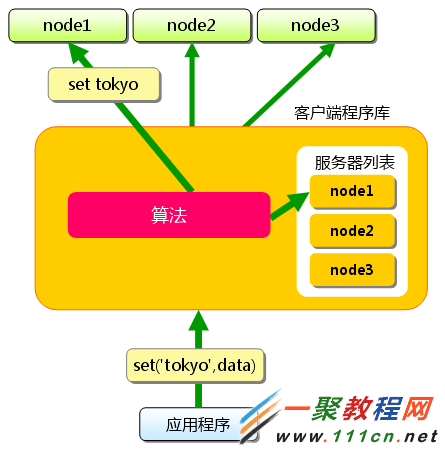 node1 node2 node3
set tokyo
客户端程序库
服务器列表
node1
算法
node2
node3
set('tokyo',data)
应用程序
一聚教程网
www.111cn.net